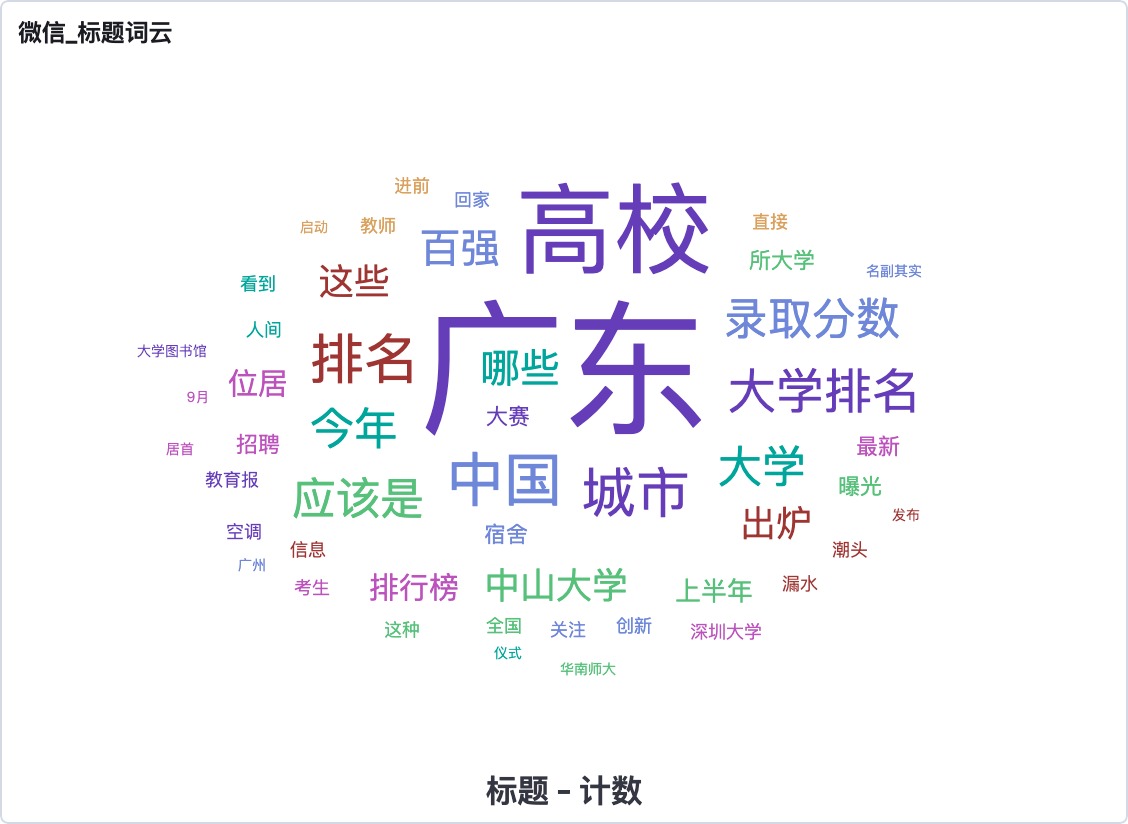 微信_标题词云
进前
回家
高校
启动
教师
百强
直接
所大学
名副其实
看到
这些
人间
排名
广东
哪些
录取分数
大学图书馆
9月
位居
今年
大赛
大学排名
居首
招聘
中国
城市
大学
最新
教育报
应该是
曝光
空调
信息
宿舍
出炉
发布
潮头
广州
考生
排行榜
中山大学
上半年
漏水
这种
全国
关注
创新
深圳大学
仪式
华南师大
标题 - 计数